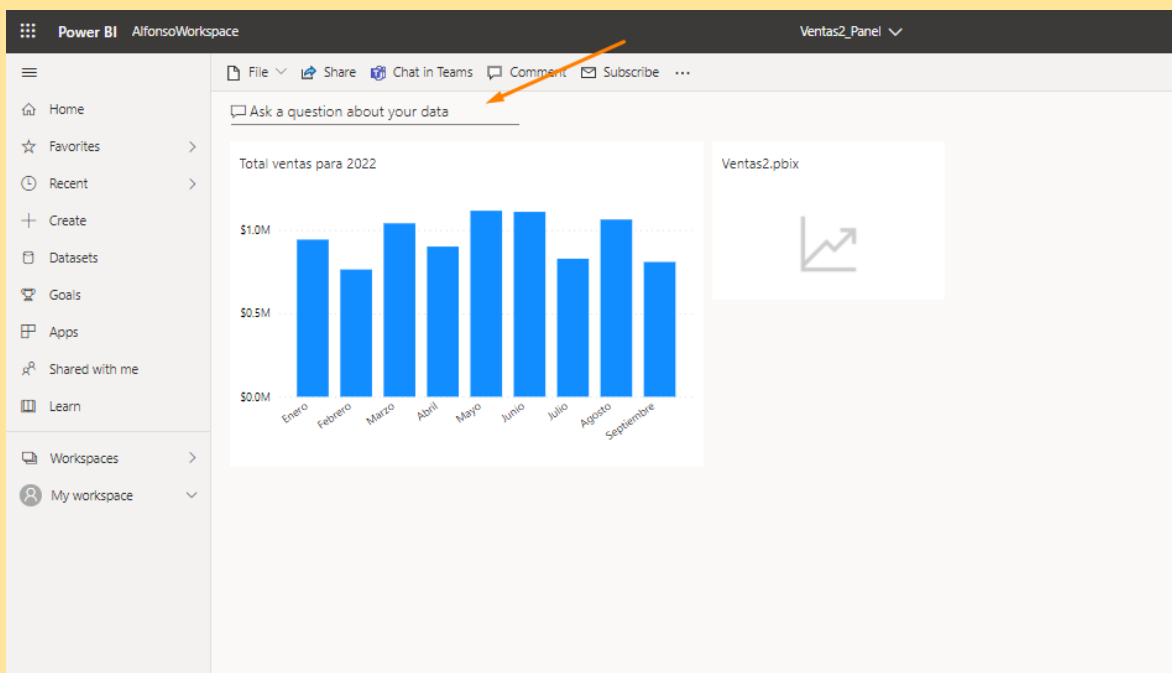 Power BI AlfonsoWorkspace
Ventas2_Panel
File Share Chat in Teams Comment Subscribe ...
Home
Favorites
Recent
Create
Datasets
Goals
Apps
Shared with me
Learn
Workspaces
My workspace
Ask a question about your data
Total ventas para 2022
$1.0M
$0.5M
$0.0M
Enero Febrero Marzo Abril Mayo Junio Julio Agosto Septiembre
Ventas2.pbix